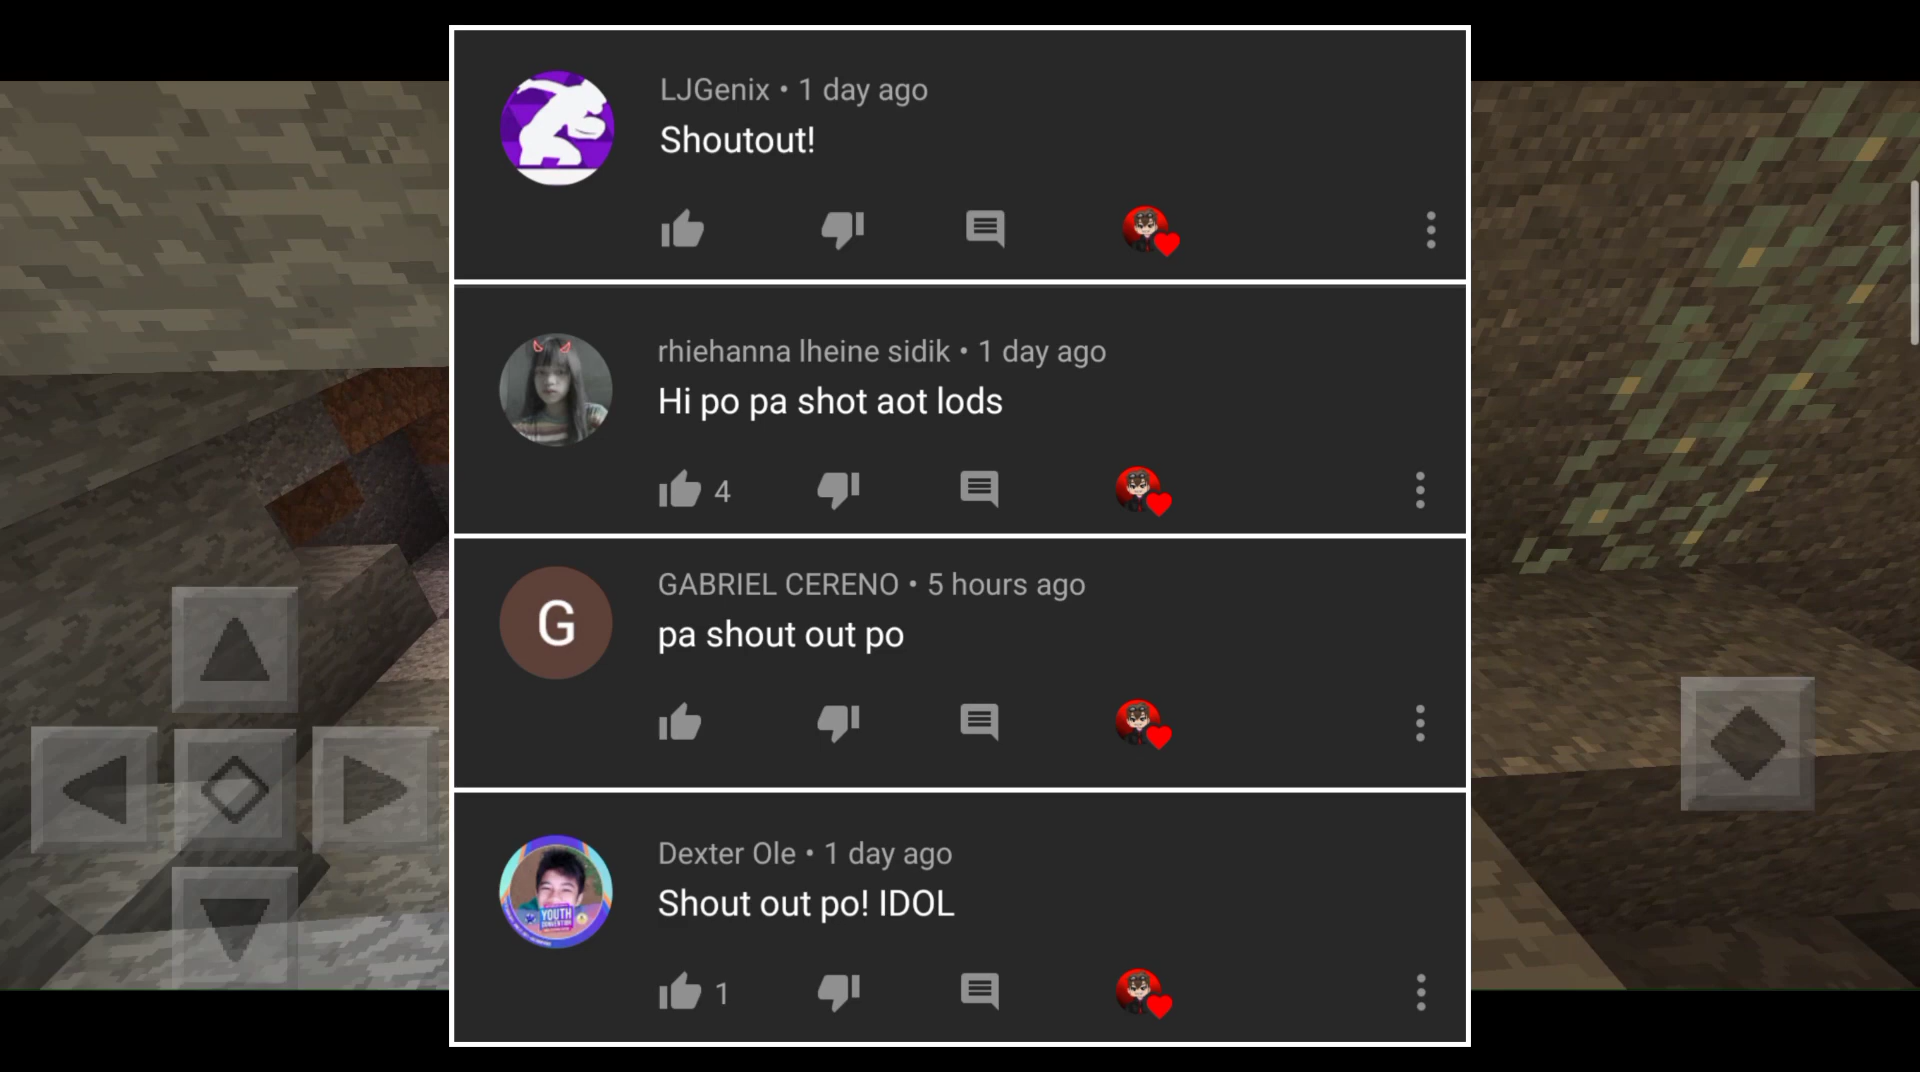 LJGenix • 1 day ago
Shoutout!
rhiehanna lheine sidik • 1 day ago
Hi po pa shot aot lods
4
G
GABRIEL CERENO • 5 hours ago
pa shout out po
Dexter Ole • 1 day ago
Shout out po! IDOL
YOUTH
1